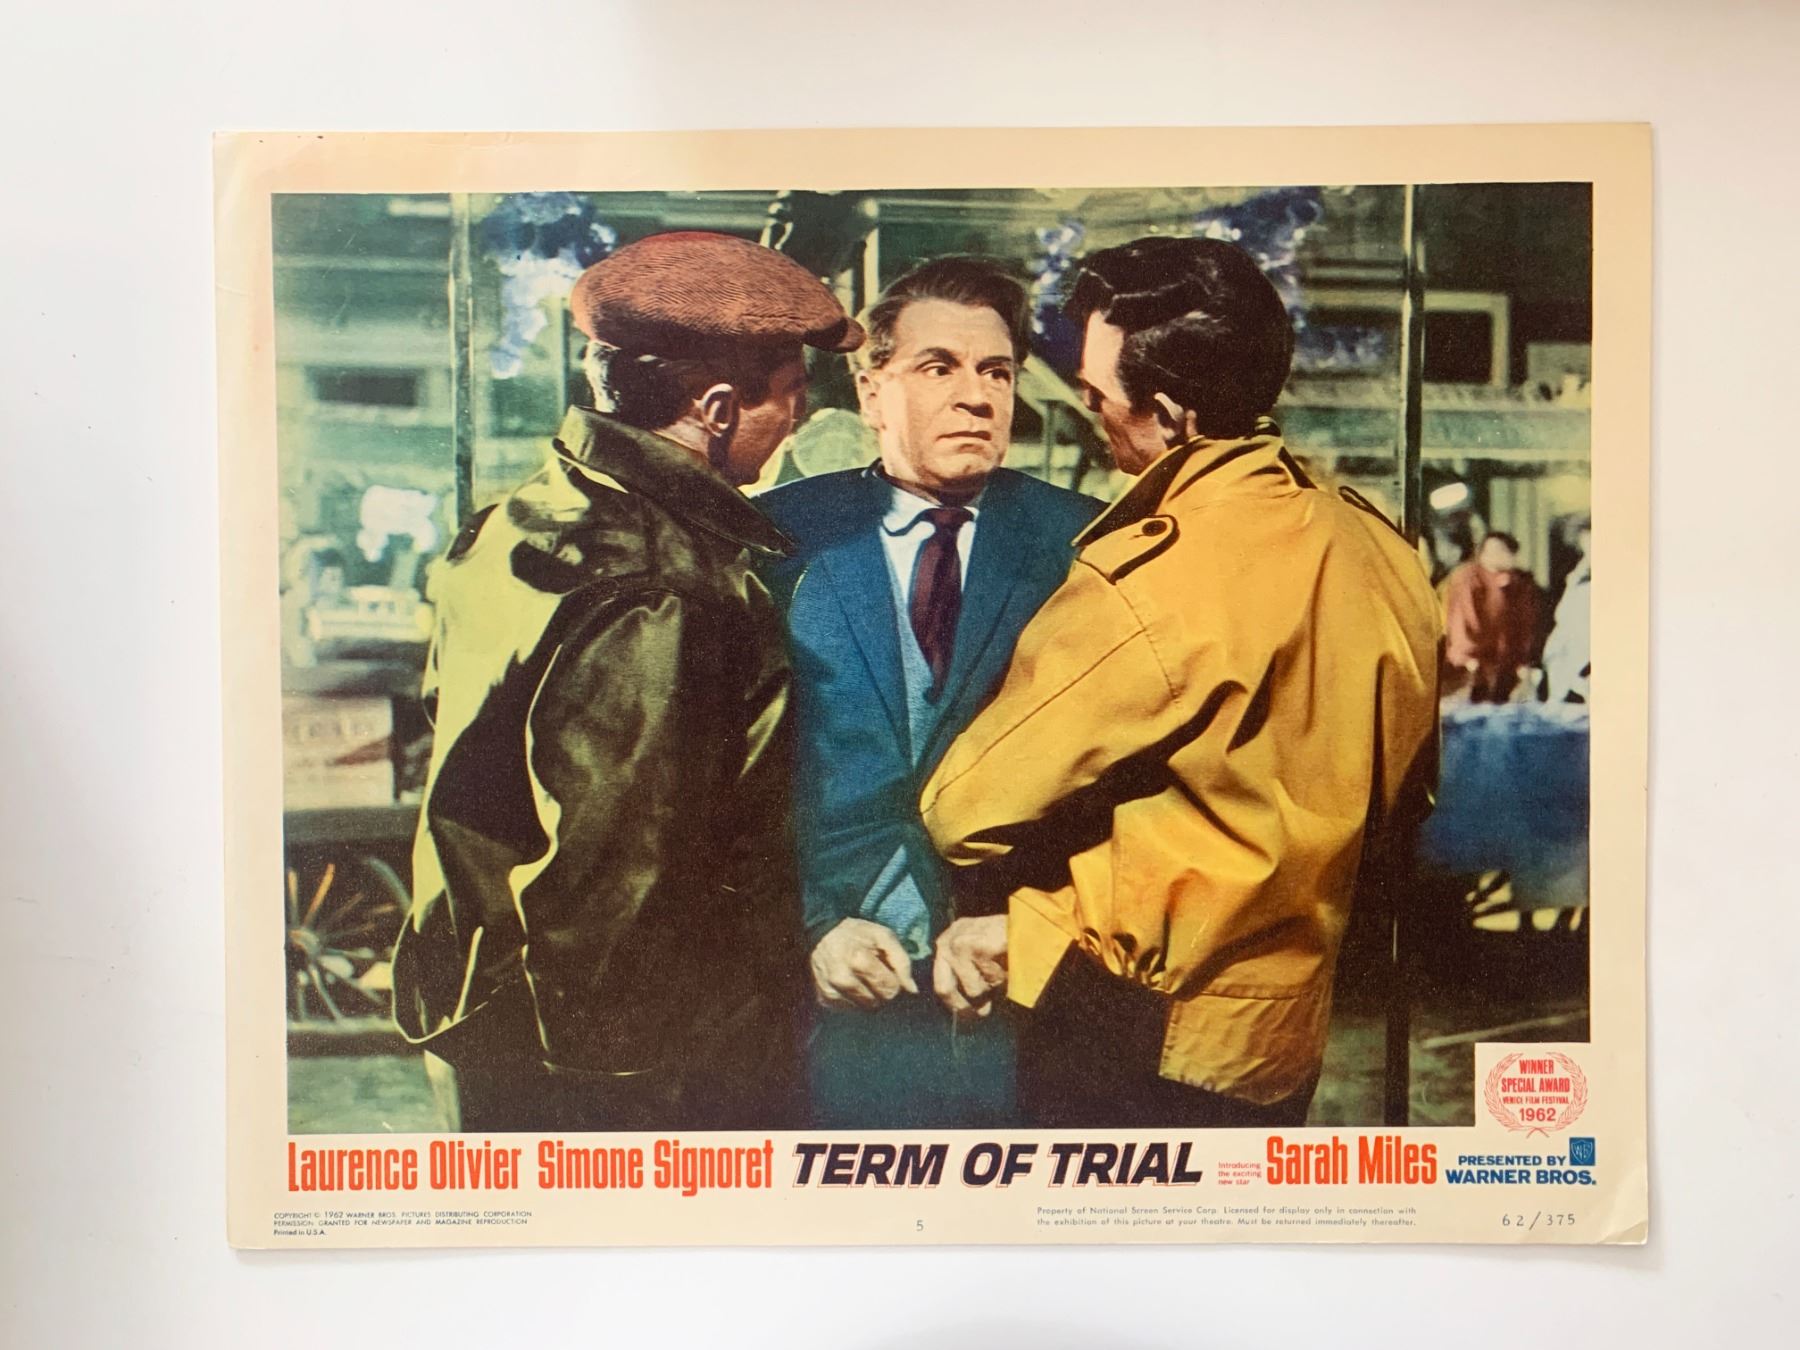 WINNER
SPECIAL AWARD
VENICE FILM FESTIVAL
1962
Laurence Olivier Simone Signoret TERM OF TRIAL Introducing the exciting new star Sarah Miles
PRESENTED BY WB
WARNER BROS.
COPYRIGHT © 1962 WARNER BROS. PICTURES DISTRIBUTING CORPORATION
PERMISSION GRANTED FOR NEWSPAPER AND MAGAZINE REPRODUCTION
Printed in U.S.A.
5
Property of National Screen Service Corp. Licensed for display only in connection with
the exhibition of this picture at your theatre. Must be returned immediately thereafter.
62/375